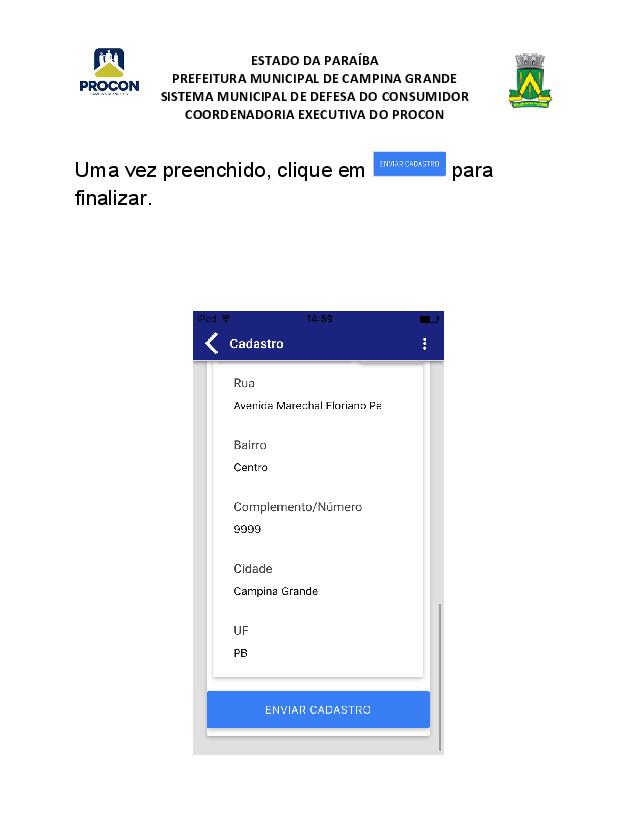 PROCON
ESTADO DA PARAÍBA
PREFEITURA MUNICIPAL DE CAMPINA GRANDE
SISTEMA MUNICIPAL DE DEFESA DO CONSUMIDOR
COORDENADORIA EXECUTIVA DO PROCON
Uma vez preenchido, clique em ENVIAR CADASTRO para
finalizar.
iPod 14:59
Cadastro
Rua
Avenida Marechal Floriano Pe
Bairro
Centro
Complemento/Número
9999
Cidade
Campina Grande
UF
PB
ENVIAR CADASTRO